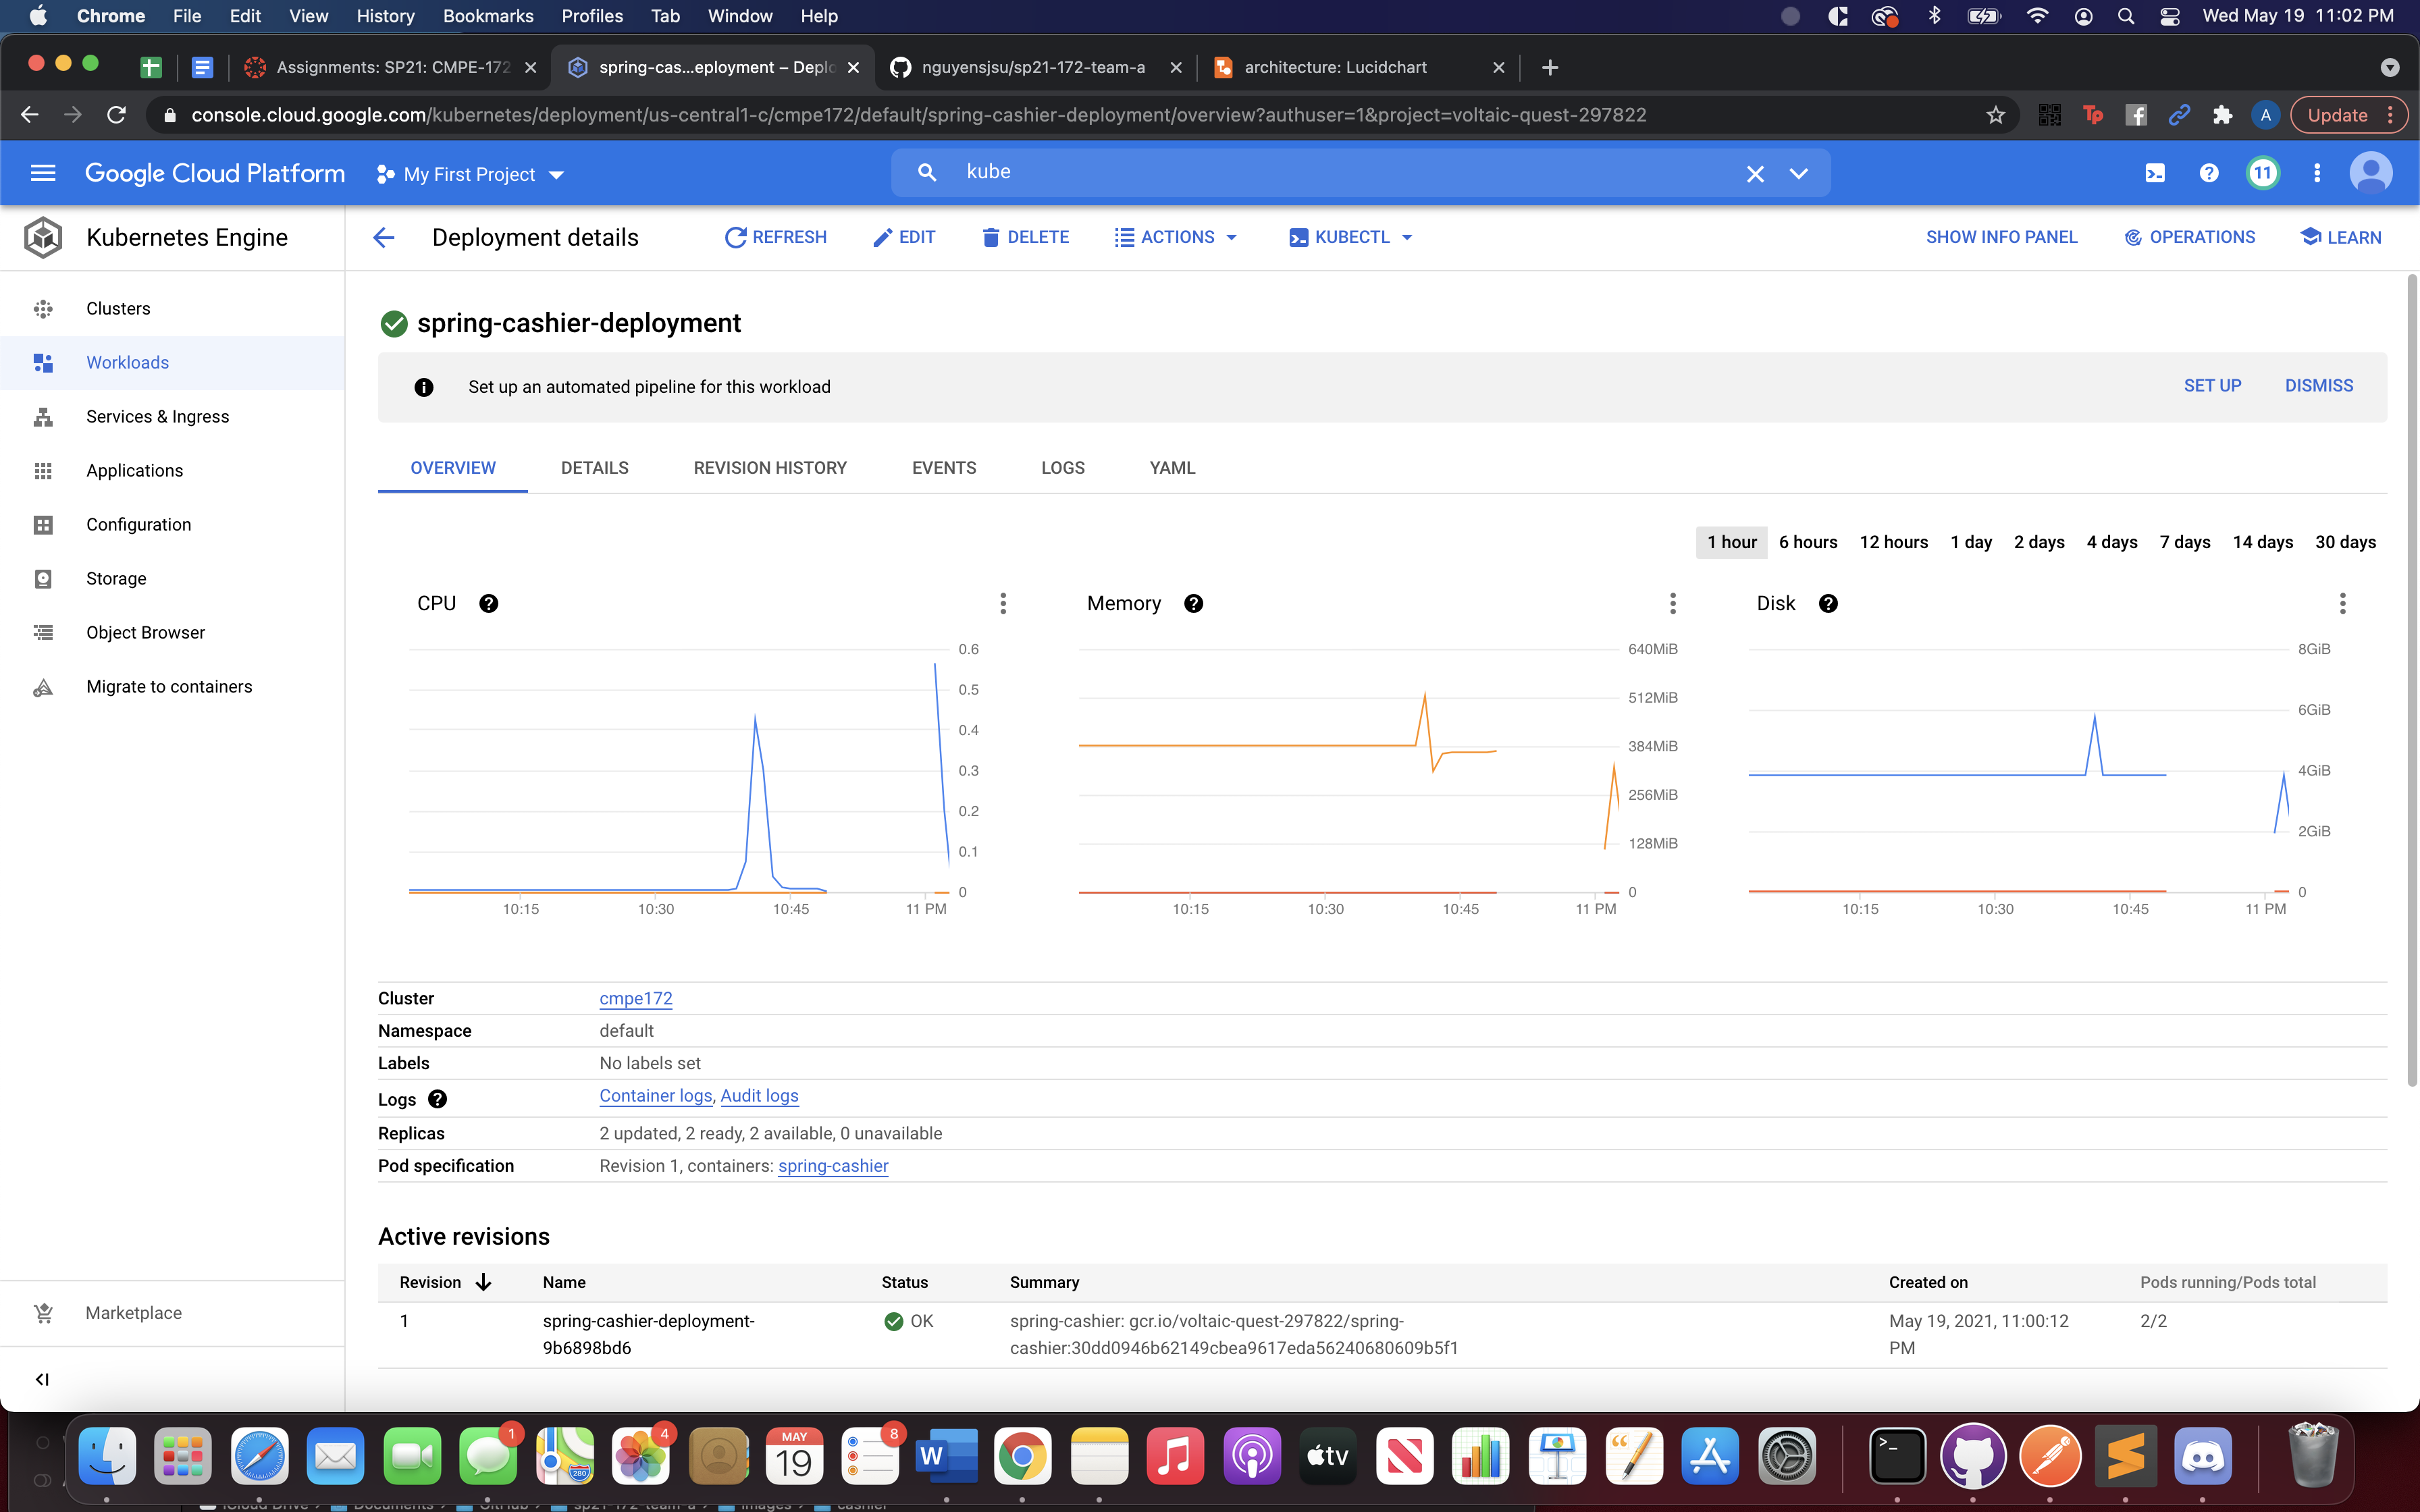 Chrome File Edit View History Bookmarks Profiles Tab Window Help Wed May 19 11:02 PM
Assignments: SP21: CMPE-172 spring-cas...eployment – Deplo nguyensjsu/sp21-172-team-a architecture: Lucidchart
console.cloud.google.com/kubernetes/deployment/us-central1-c/cmpe172/default/spring-cashier-deployment/overview?authuser=1&project=voltaic-quest-297822 Tp A Update
Google Cloud Platform My First Project kube 11
Kubernetes Engine
Deployment details REFRESH EDIT DELETE ACTIONS KUBECTL SHOW INFO PANEL OPERATIONS LEARN
Clusters
Workloads
Services & Ingress
Applications
Configuration
Storage
Object Browser
Migrate to containers
Marketplace
spring-cashier-deployment
Set up an automated pipeline for this workload SET UP DISMISS
OVERVIEW DETAILS REVISION HISTORY EVENTS LOGS YAML
1 hour 6 hours 12 hours 1 day 2 days 4 days 7 days 14 days 30 days
CPU
0.6
0.5
0.4
0.3
0.2
0.1
0
10:15 10:30 10:45 11 PM
Memory
640MiB
512MiB
384MiB
256MiB
128MiB
0
10:15 10:30 10:45 11 PM
Disk
8GiB
6GiB
4GiB
2GiB
0
10:15 10:30 10:45 11 PM
Cluster cmpe172
Namespace default
Labels No labels set
Logs Container logs, Audit logs
Replicas 2 updated, 2 ready, 2 available, 0 unavailable
Pod specification Revision 1, containers: spring-cashier
Active revisions
Revision Name Status Summary Created on Pods running/Pods total
1 spring-cashier-deployment-9b6898bd6 OK spring-cashier: gcr.io/voltaic-quest-297822/spring-cashier:30dd0946b62149cbea9617eda56240680609b5f1 May 19, 2021, 11:00:12 PM 2/2
1 280 4 MAY 19 8 W tv